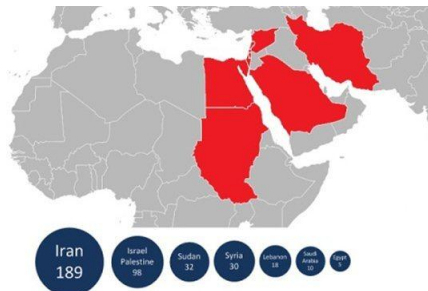 Iran
189
Israel
Palestine
98
Sudan
32
Syria
30
Lebanon
18
Saudi
Arabia
10
Egypt
5